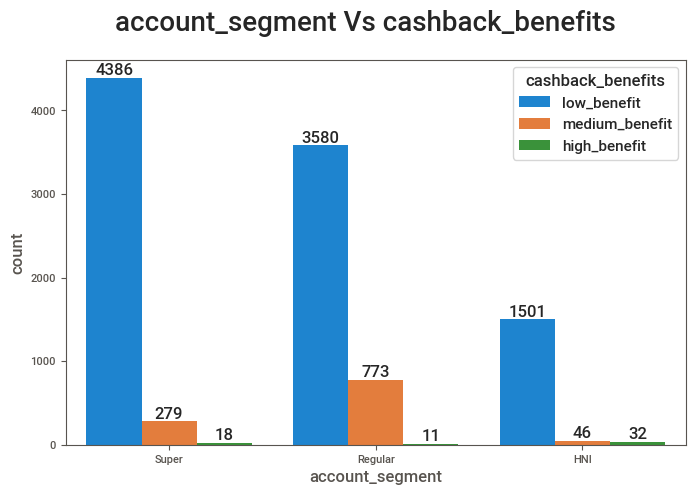 account_segment Vs cashback_benefits
cashback_benefits
low_benefit
medium_benefit
high_benefit
count
4000
3000
2000
1000
0
4386
279
18
3580
773
11
1501
46
32
Super
Regular
HNI
account_segment